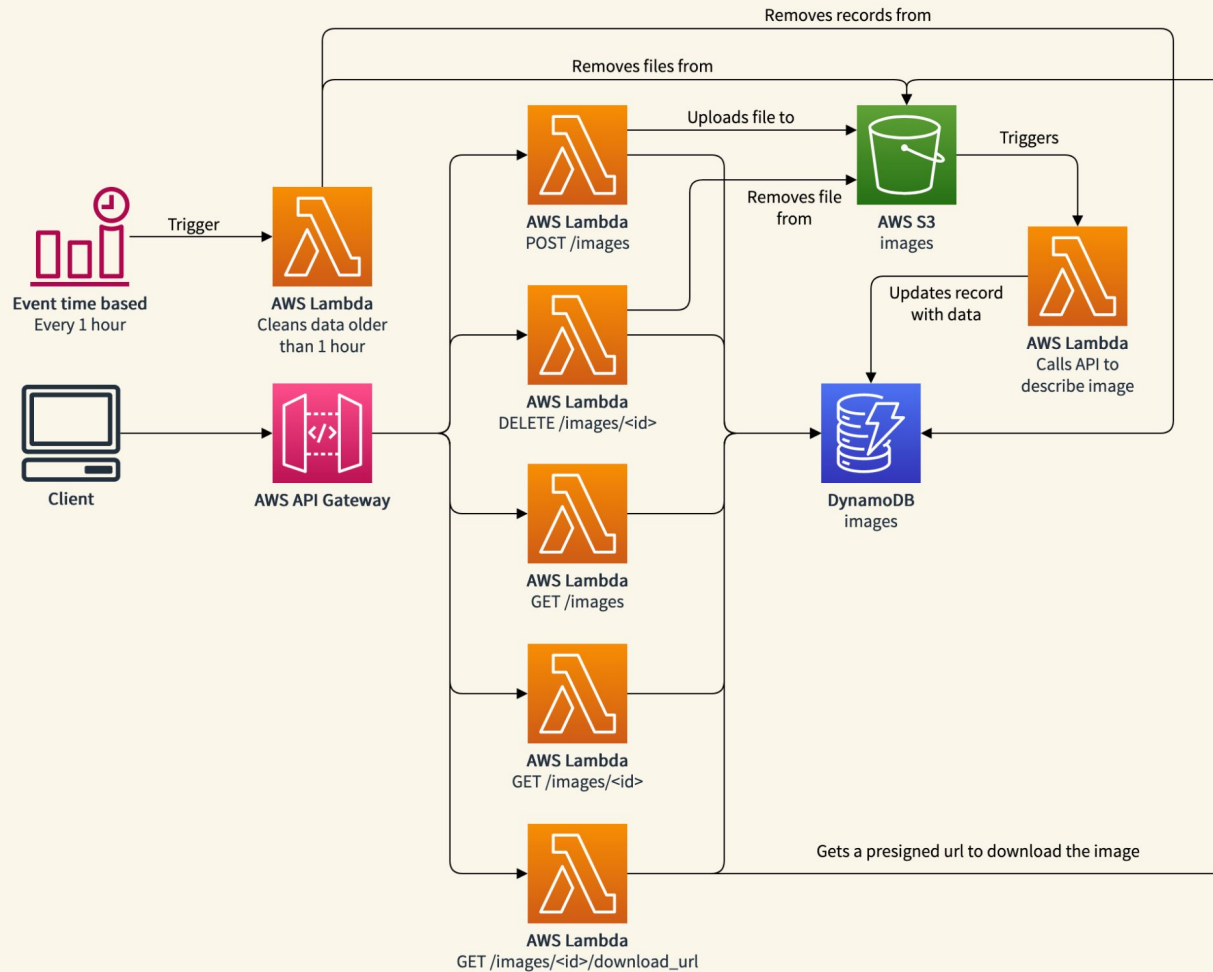 Removes records from
Removes files from
Uploads file to
Triggers
Removes file
from
AWS Lambda
POST /images
AWS S3
images
Trigger
Event time based
Every 1 hour
AWS Lambda
Cleans data older
than 1 hour
Updates record
with data
AWS Lambda
Calls API to
describe image
AWS Lambda
DELETE /images/<id>
Client
</>
AWS API Gateway
DynamoDB
images
AWS Lambda
GET /images
AWS Lambda
GET /images/<id>
Gets a presigned url to download the image
AWS Lambda
GET /images/<id>/download_url